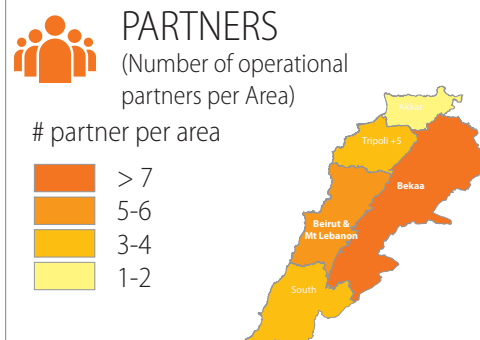 PARTNERS
(Number of operational
partners per Area)
# partner per area
> 7
5-6
3-4
1-2
Akkar
Tripoli +5
Bekaa
Beirut &
Mt Lebanon
South